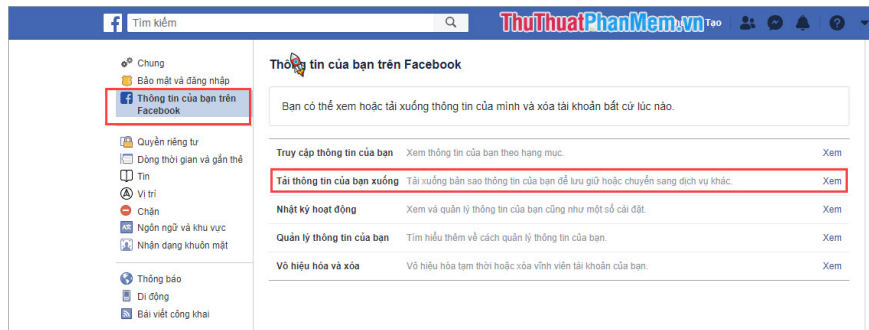 f Tìm kiếm ThuThuatPhanMem.vn Tạo
Chung
Bảo mật và đăng nhập
Thông tin của bạn trên
Facebook
Quyền riêng tư
Dòng thời gian và gắn thẻ
Tin
Vị trí
Chặn
Ngôn ngữ và khu vực
Nhận dạng khuôn mặt
Thông báo
Di động
Bài viết công khai
Thông tin của bạn trên Facebook
Bạn có thể xem hoặc tải xuống thông tin của mình và xóa tài khoản bất cứ lúc nào.
Truy cập thông tin của bạn Xem thông tin của bạn theo hạng mục. Xem
Tải thông tin của bạn xuống Tải xuống bản sao thông tin của bạn để lưu giữ hoặc chuyển sang dịch vụ khác. Xem
Nhật ký hoạt động Xem và quản lý thông tin của bạn cũng như một số cài đặt. Xem
Quản lý thông tin của bạn Tìm hiểu thêm về cách quản lý thông tin của bạn. Xem
Vô hiệu hóa và xóa Vô hiệu hóa tạm thời hoặc xóa vĩnh viễn tài khoản của bạn. Xem